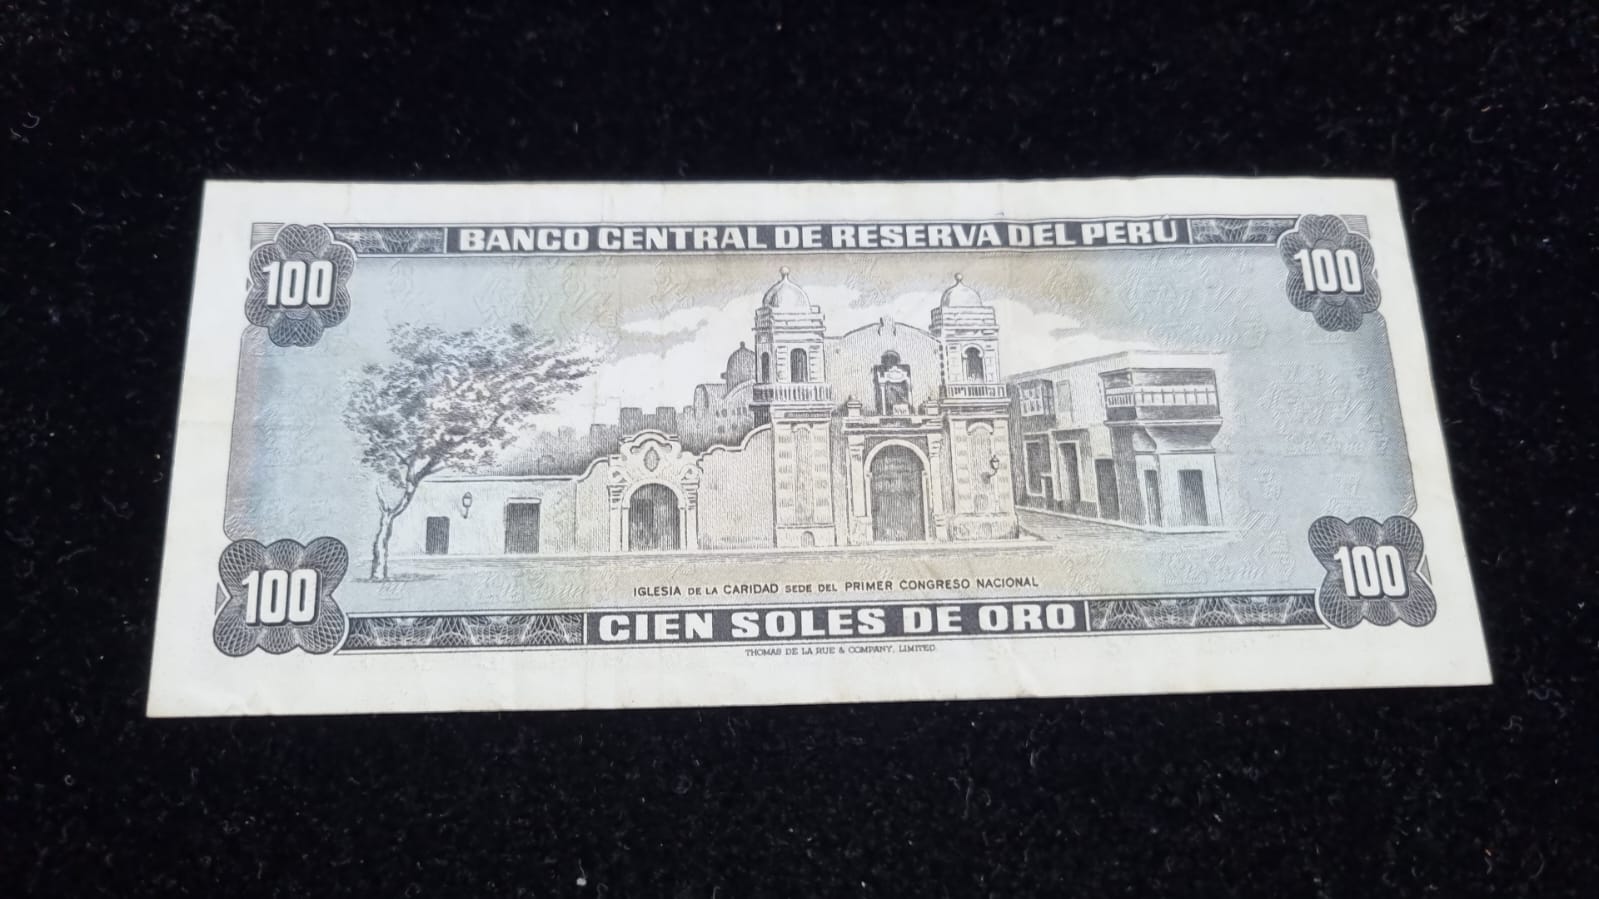 BANCO CENTRAL DE RESERVA DEL PERÚ
100
100
IGLESIA DE LA CARIDAD SEDE DEL PRIMER CONGRESO NACIONAL
100
100
CIEN SOLES DE ORO
THOMAS DE LA RUE & COMPANY, LIMITED.